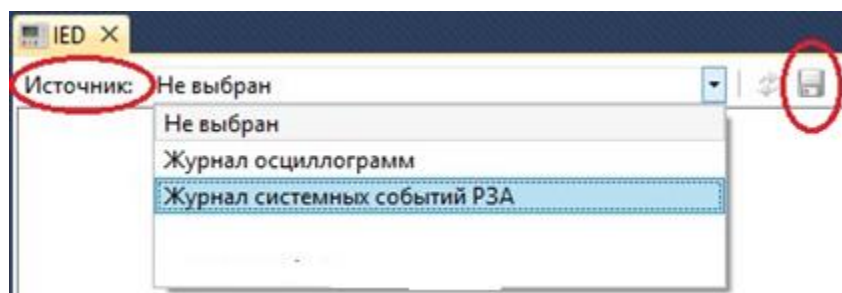 IED
Источник: Не выбран
Не выбран
Журнал осциллограмм
Журнал системных событий РЗА